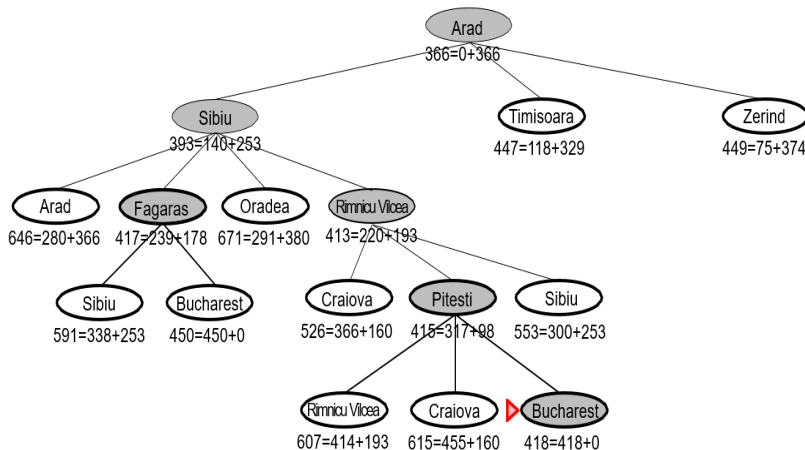 Arad
366=0+366
Sibiu
393=140+253
Timisoara
447=118+329
Zerind
449=75+374
Arad
646=280+366
Fagaras
417=239+178
Oradea
671=291+380
Rimnicu Vilcea
413=220+193
Sibiu
591=338+253
Bucharest
450=450+0
Craiova
526=366+160
Pitesti
415=317+98
Sibiu
553=300+253
Rimnicu Vilcea
607=414+193
Craiova
615=455+160
Bucharest
418=418+0